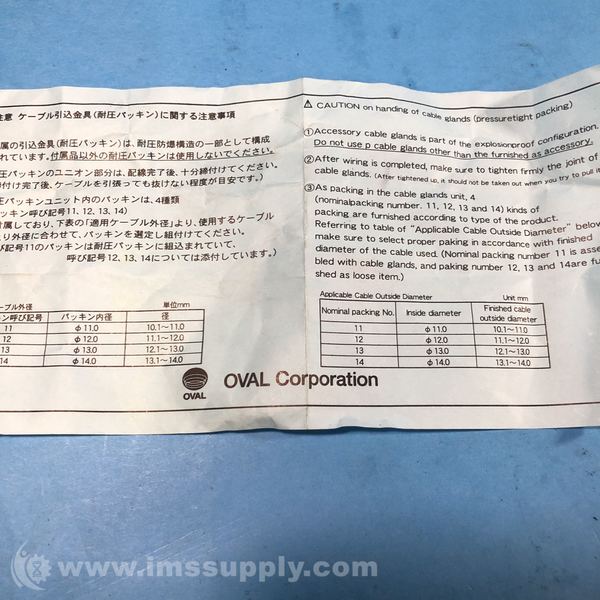 注意 ケーブル引込金具(耐圧パッキン)に関する注意事項
属の引込金具(耐圧パッキン)は、耐圧防爆構造の一部として構成
れています。付属品以外の耐圧パッキンは使用しないでください。
圧パッキンのユニオン部は、配線完了後、十分締付けてください。
付け完了後、ケーブルを引張っても抜けない程度が目安です。)
圧パッキンユニット内のパッキンは、4種類
ッキン呼び記号11、12、13、14)
付属しており、下表の「適用ケーブル外径」より、使用するケーブル
り外径に合わせて、パッキンを選定し組付けてください。
び記号11のパッキンは耐圧パッキンに組込まれていて、
呼び記号12、13、14については添付しています。)
ーブル外径 単位mm
ン呼び記号 パッキン内径 径
11 φ11.0 10.1~11.0
12 φ12.0 11.1~12.0
13 φ13.0 12.1~13.0
14 φ14.0 13.1~14.0
⚠ CAUTION on handing of cable glands (pressuretight packing)
①Accessory cable glands is part of the explosionproof configuration.
Do not use p cable glands other than the furnished as accessory.
②After wiring is completed, make sure to tighten firmly the joint of
cable glands. (After tightened up, it should not be taken out when you try to pull it
③As packing in the cable glands unit, 4
(nominalpacking number. 11, 12, 13 and 14) kinds of
packing are furnished according to type of the product.
Referring to table of "Applicable Cable Outside Diameter" below
make sure to select proper paking in accordance with finished
diameter of the cable used. (Nominal packing number 11 is asse
bled with cable glands, and paking number 12, 13 and 14are fu
shed as loose item.)
Applicable Cable Outside Diameter Unit mm
Nominal packing No. Inside diameter Finished cable outside diameter
11 φ11.0 10.1~11.0
12 φ12.0 11.1~12.0
13 φ13.0 12.1~13.0
14 φ14.0 13.1~14.0
OVAL OVAL Corporation
www.imssupply.com